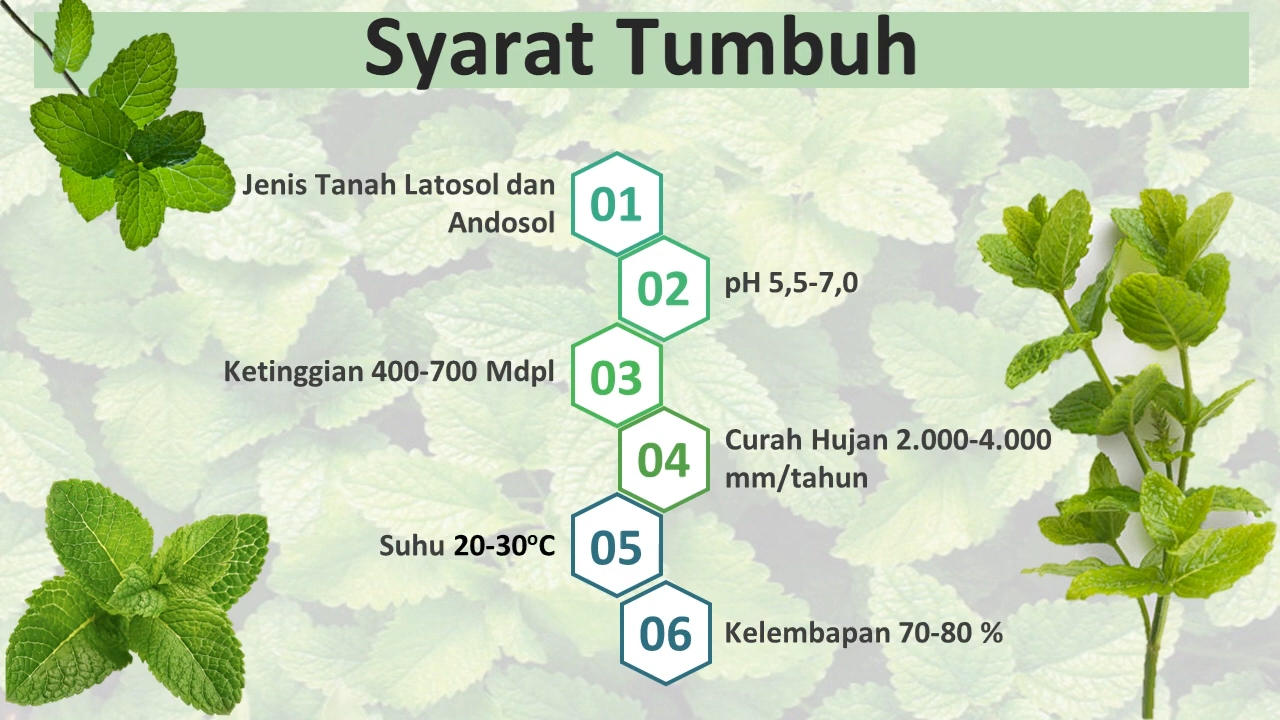 Syarat Tumbuh
Jenis Tanah Latosol dan
Andosol
01
02
pH 5,5-7,0
Ketinggian 400-700 Mdpl
03
04
Curah Hujan 2.000-4.000
mm/tahun
Suhu 20-30⁰C
05
06
Kelembapan 70-80 %